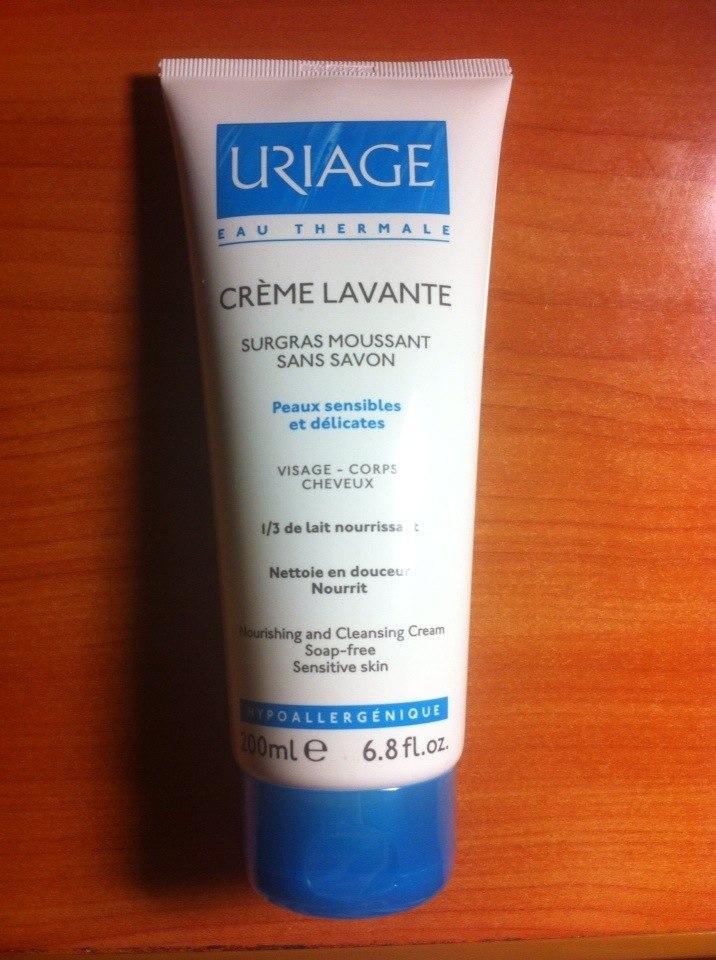 URIAGE
EAU THERMALE
CRÈME LAVANTE
SURGRAS MOUSSANT
SANS SAVON
Peaux sensibles
et délicates
VISAGE - CORPS
CHEVEUX
1/3 de lait nourrissant
Nettoie en douceur
Nourrit
Nourishing and Cleansing Cream
Soap-free
Sensitive skin
HYPOALLERGÉNIQUE
200ml e 6.8 fl.oz.